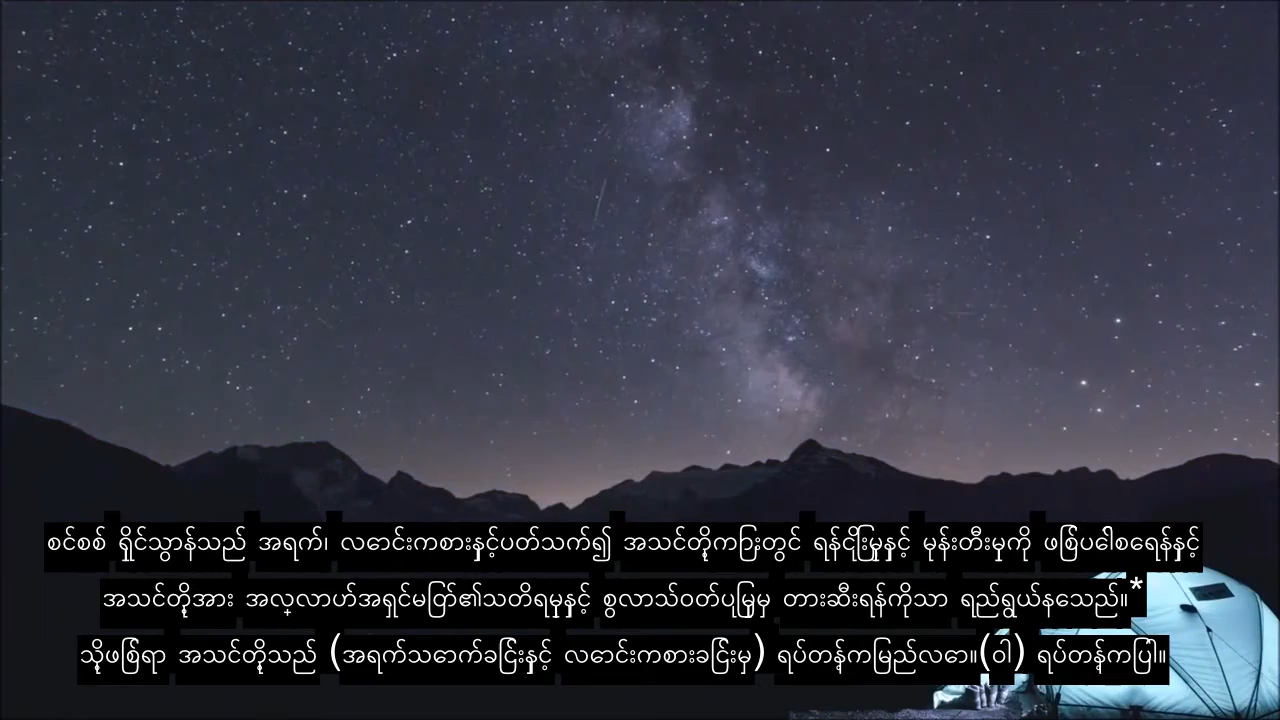 စင်စစ် ရှိုင်သွာန်သည် အရက်၊ လောင်းကစားနှင့်ပတ်သက်၍ အသင်တို့ကြားတွင် ရန်ငြိုးမှုနှင့် မုန်းတီးမှုကို ဖြစ်ပေါ်စေရန်နှင့်
အသင်တို့အား အလ္လာဟ်အရှင်မြတ်၏သတိရမှုနှင့် စွလာသ်ဝတ်ပြုမှုမှ တားဆီးရန်ကိုသာ ရည်ရွယ်နေသည်။*
သို့ဖြစ်ရာ အသင်တို့သည် (အရက်သောက်ခြင်းနှင့် လောင်းကစားခြင်းမှ) ရပ်တန့်ကြမည်လော။(ဝါ) ရပ်တန့်ကြပါ။